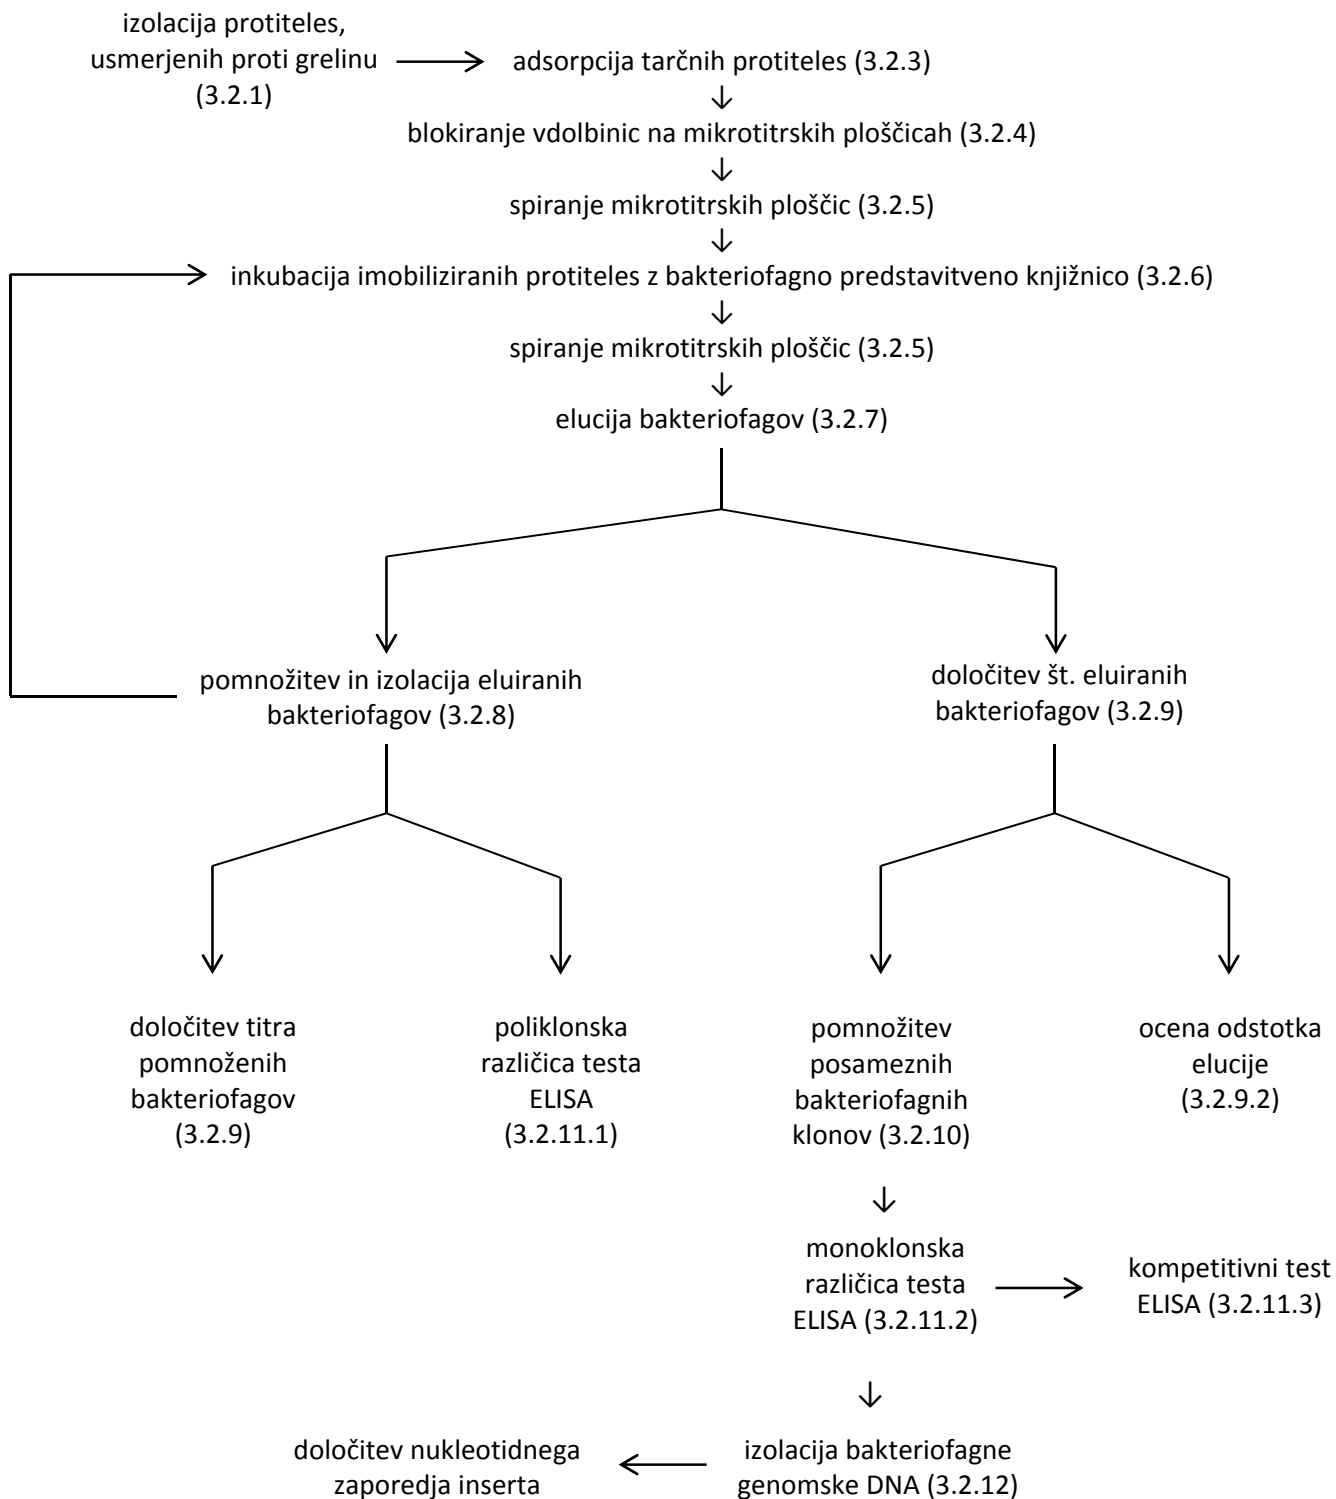 izolacija protiteles,
usmerjenih proti grelinu
(3.2.1)
adsorpcija tarčnih protiteles (3.2.3)
blokiranje vdolbinic na mikrotitrskih ploščicah (3.2.4)
spiranje mikrotitrskih ploščic (3.2.5)
inkubacija imobiliziranih protiteles z bakteriofagno predstavitveno knjižnico (3.2.6)
spiranje mikrotitrskih ploščic (3.2.5)
elucija bakteriofagov (3.2.7)
pomnožitev in izolacija eluiranih
bakteriofagov (3.2.8)
določitev št. eluiranih
bakteriofagov (3.2.9)
določitev titra
pomnoženih
bakteriofagov
(3.2.9)
poliklonska
različica testa
ELISA
(3.2.11.1)
pomnožitev
posameznih
bakteriofagnih
klonov (3.2.10)
ocena odstotka
elucije
(3.2.9.2)
monoklonska
različica testa
ELISA (3.2.11.2)
kompetitivni test
ELISA (3.2.11.3)
izolacija bakteriofagne
genomske DNA (3.2.12)
določitev nukleotidnega
zaporedja inserta